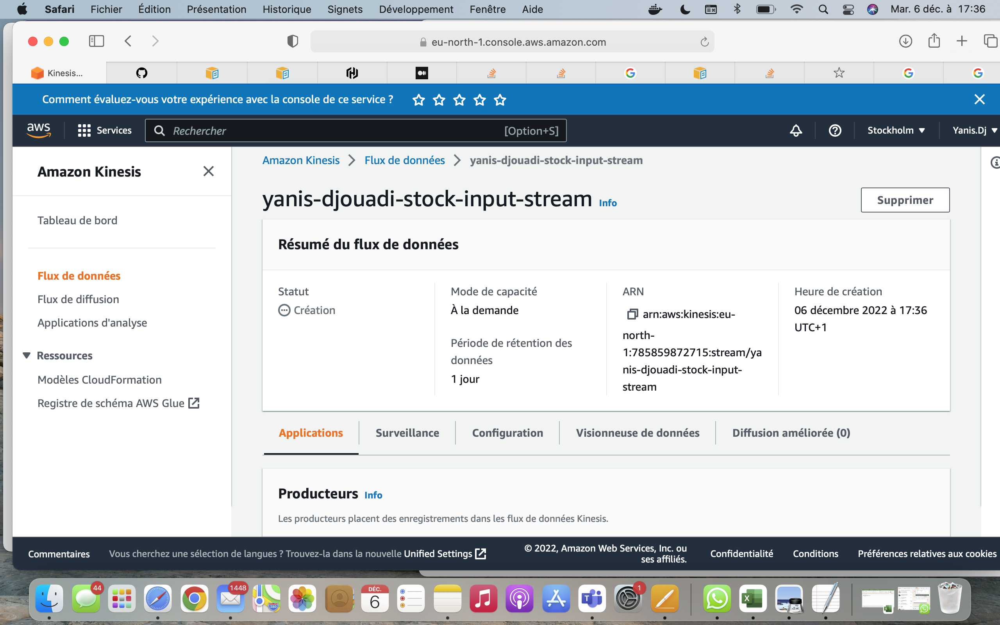 Safari Fichier Édition Présentation Historique Signets Développement Fenêtre Aide Mar. 6 déc. à 17:36
eu-north-1.console.aws.amazon.com
Kinesis...
Comment évaluez-vous votre expérience avec la console de ce service ?
aws Services Rechercher [Option+S] Stockholm Yanis.Dj
Amazon Kinesis
Tableau de bord
Flux de données
Flux de diffusion
Applications d'analyse
Ressources
Modèles CloudFormation
Registre de schéma AWS Glue
Amazon Kinesis Flux de données yanis-djouadi-stock-input-stream
yanis-djouadi-stock-input-stream Info
Supprimer
Résumé du flux de données
Statut
Création
Mode de capacité
À la demande
Période de rétention des
données
1 jour
ARN
arn:aws:kinesis:eu-
north-
1:785859872715:stream/ya
nis-djouadi-stock-input-
stream
Heure de création
06 décembre 2022 à 17:36
UTC+1
Applications Surveillance Configuration Visionneuse de données Diffusion améliorée (0)
Producteurs Info
Les producteurs placent des enregistrements dans les flux de données Kinesis.
Commentaires Vous cherchez une sélection de langues ? Trouvez-la dans la nouvelle Unified Settings
© 2022, Amazon Web Services, Inc. ou
ses affiliés.
Confidentialité Conditions Préférences relatives aux cookies
44
1448
280
DÉC.
6
T
1
X